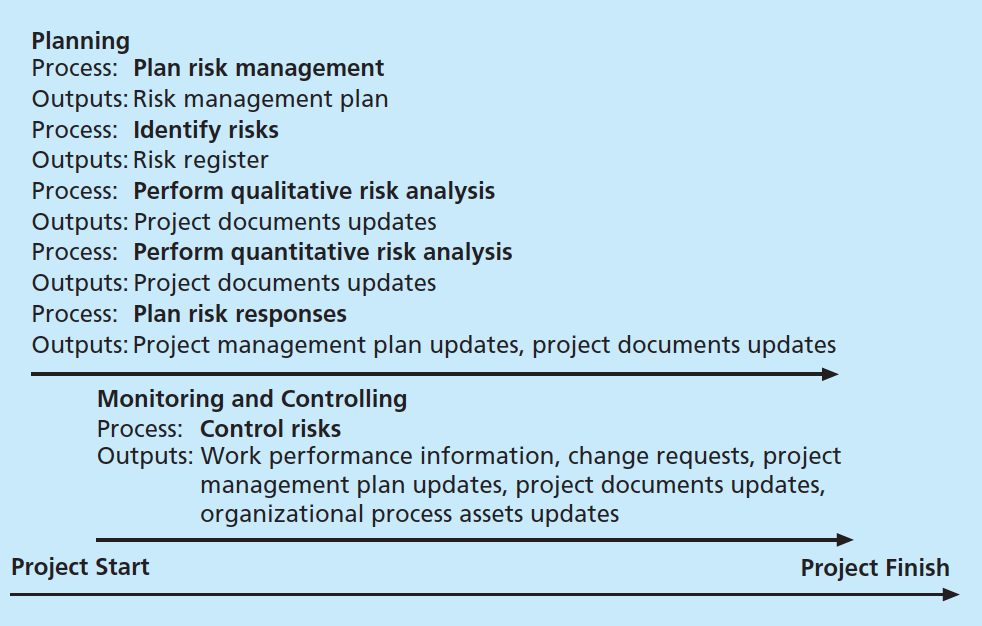 Planning
Process: Plan risk management
Outputs: Risk management plan
Process: Identify risks
Outputs: Risk register
Process: Perform qualitative risk analysis
Outputs: Project documents updates
Process: Perform quantitative risk analysis
Outputs: Project documents updates
Process: Plan risk responses
Outputs: Project management plan updates, project documents updates
Monitoring and Controlling
Process: Control risks
Outputs: Work performance information, change requests, project
management plan updates, project documents updates,
organizational process assets updates
Project Start
Project Finish